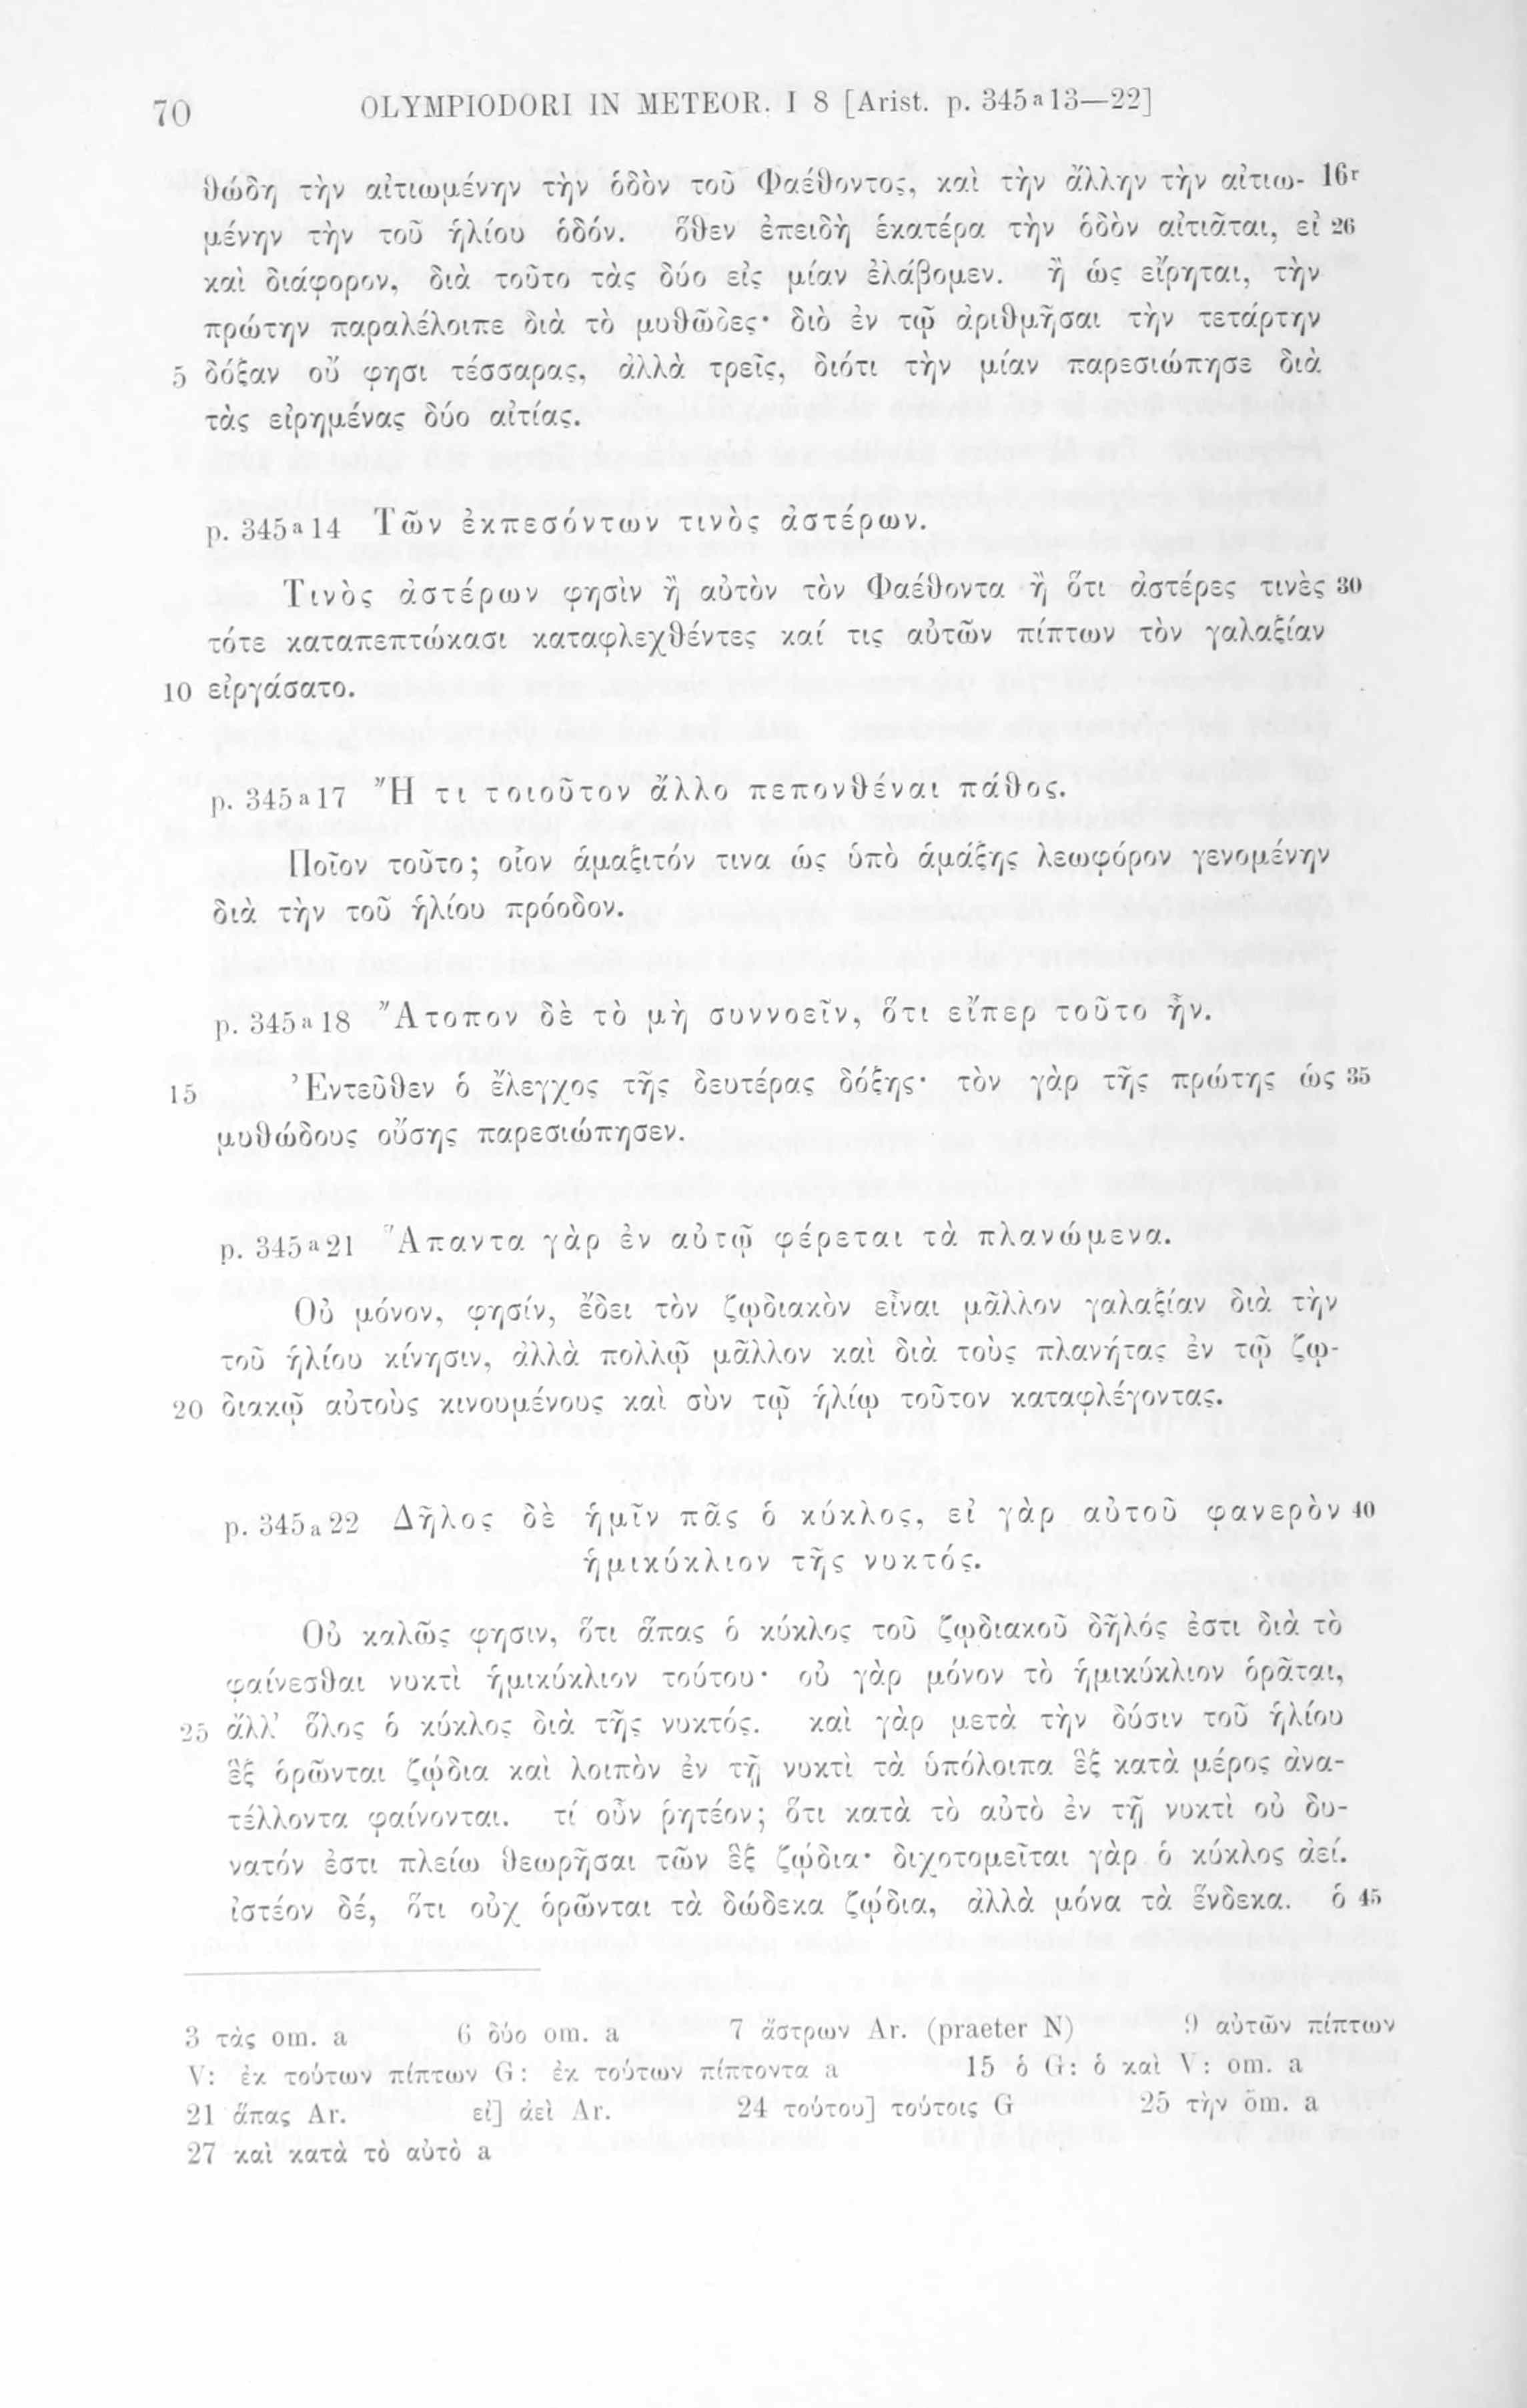 70 OLYMPIODORI IN METEOR. I 8 [Arist. p. 345a13—22]
θώδη τὴν αἰτιωμένην τὴν ὁδὸν τοῦ Φαέθοντος, καὶ τὴν ἄλλην τὴν αἰτιω- 16r
μένην τὴν τοῦ ἡλίου ὁδόν. ὅθεν ἐπειδὴ ἑκατέρα τὴν ὁδὸν αἰτιᾶται, εἰ 26
καὶ διάφορον, διὰ τοῦτο τὰς δύο εἰς μίαν ἐλάβομεν. ἢ ὡς εἴρηται, τὴν
πρώτην παραλέλοιπε διὰ τὸ μυθῶδες· διὸ ἐν τῷ ἀριθμῆσαι τὴν τετάρτην
5 δόξαν οὔ φησι τέσσαρας, ἀλλὰ τρεῖς, διότι τὴν μίαν παρεσιώπησε διὰ
τὰς εἰρημένας δύο αἰτίας.
p. 345a14 Τῶν ἐκπεσόντων τινὸς ἀστέρων.
Τινὸς ἀστέρων φησὶν ἢ αὐτὸν τὸν Φαέθοντα ἢ ὅτι ἀστέρες τινὲς 30
τότε καταπεπτώκασι καταφλεχθέντες καί τις αὐτῶν πίπτων τὸν γαλαξίαν
10 εἰργάσατο.
p. 345a17 Ἤ τι τοιοῦτον ἄλλο πεπονθέναι πάθος.
Ποῖον τοῦτο; οἷον ἁμαξιτόν τινα ὡς ὑπὸ ἁμάξης λεωφόρον γενομένην
διὰ τὴν τοῦ ἡλίου πρόοδον.
p. 345a18 Ἄτοπον δὲ τὸ μὴ συννοεῖν, ὅτι εἴπερ τοῦτο ἦν.
15 Ἐντεῦθεν ὁ ἔλεγχος τῆς δευτέρας δόξης· τὸν γὰρ τῆς πρώτης ὡς 35
μυθώδους οὔσης παρεσιώπησεν.
p. 345a21 Ἅπαντα γὰρ ἐν αὐτῷ φέρεται τὰ πλανώμενα.
Οὐ μόνον, φησίν, ἔδει τὸν ζῳδιακὸν εἶναι μᾶλλον γαλαξίαν διὰ τὴν
τοῦ ἡλίου κίνησιν, ἀλλὰ πολλῷ μᾶλλον καὶ διὰ τοὺς πλανήτας ἐν τῷ ζῳ-
20 διακῷ αὐτοὺς κινουμένους καὶ σὺν τῷ ἡλίῳ τοῦτον καταφλέγοντας.
p. 345a22 Δῆλος δὲ ἡμῖν πᾶς ὁ κύκλος, εἰ γὰρ αὐτοῦ φανερὸν 40
ἡμικύκλιον τῆς νυκτός.
Οὐ καλῶς φησιν, ὅτι ἅπας ὁ κύκλος τοῦ ζῳδιακοῦ δῆλός ἐστι διὰ τὸ
φαίνεσθαι νυκτὶ ἡμικύκλιον τούτου· οὐ γὰρ μόνον τὸ ἡμικύκλιον ὁρᾶται,
25 ἄλλ' ὅλος ὁ κύκλος διὰ τῆς νυκτός. καὶ γὰρ μετὰ τὴν δύσιν τοῦ ἡλίου
ἓξ ὁρῶνται ζῴδια καὶ λοιπὸν ἐν τῇ νυκτὶ τὰ ὑπόλοιπα ἓξ κατὰ μέρος ἀνα-
τέλλοντα φαίνονται. τί οὖν ῥητέον; ὅτι κατὰ τὸ αὐτὸ ἐν τῇ νυκτὶ οὐ δυ-
νατόν ἐστι πλείω θεωρῆσαι τῶν ἓξ ζῴδια· διχοτομεῖται γὰρ ὁ κύκλος ἀεί.
ἰστέον δέ, ὅτι οὐχ ὁρῶνται τὰ δώδεκα ζῴδια, ἀλλὰ μόνα τὰ ἕνδεκα. ὁ 45
3 τὰς om. a 6 δύο om. a 7 ἄστρων Ar. (praeter N) 9 αὐτῶν πίπτων
V: ἐκ τούτων πίπτων G: ἐκ τούτων πίπτοντα a 15 ὁ G: ὁ καὶ V: om. a
21 ἅπας Ar. εἰ] ἀεὶ Ar. 24 τούτου] τούτοις G 25 τὴν om. a
27 καὶ κατὰ τὸ αὐτὸ a